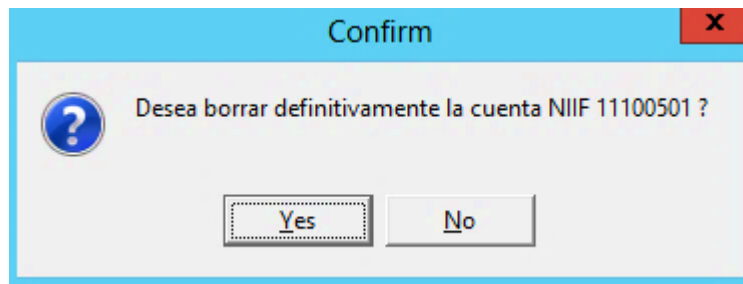 Confirm
x
Desea borrar definitivamente la cuenta NIIF 11100501 ?
Yes
No